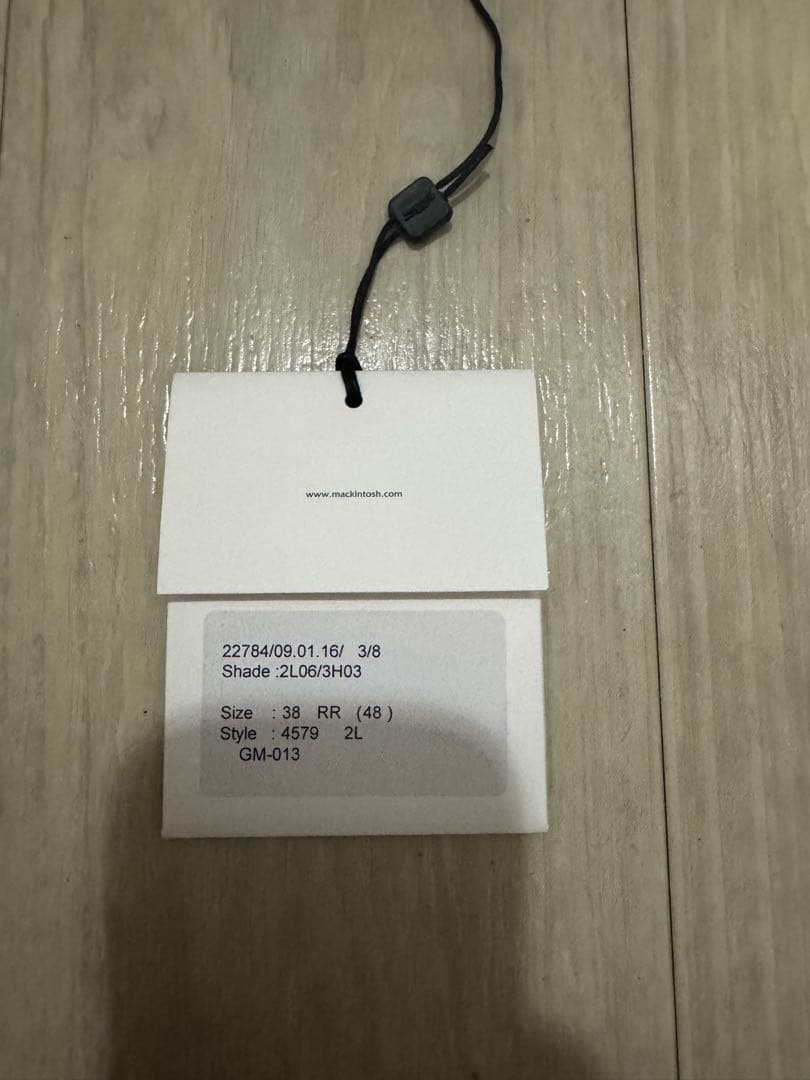 www.mackintosh.com
22784/09.01.16/ 3/8
Shade :2L06/3H03
Size : 38 RR (48 )
Style : 4579 2L
GM-013